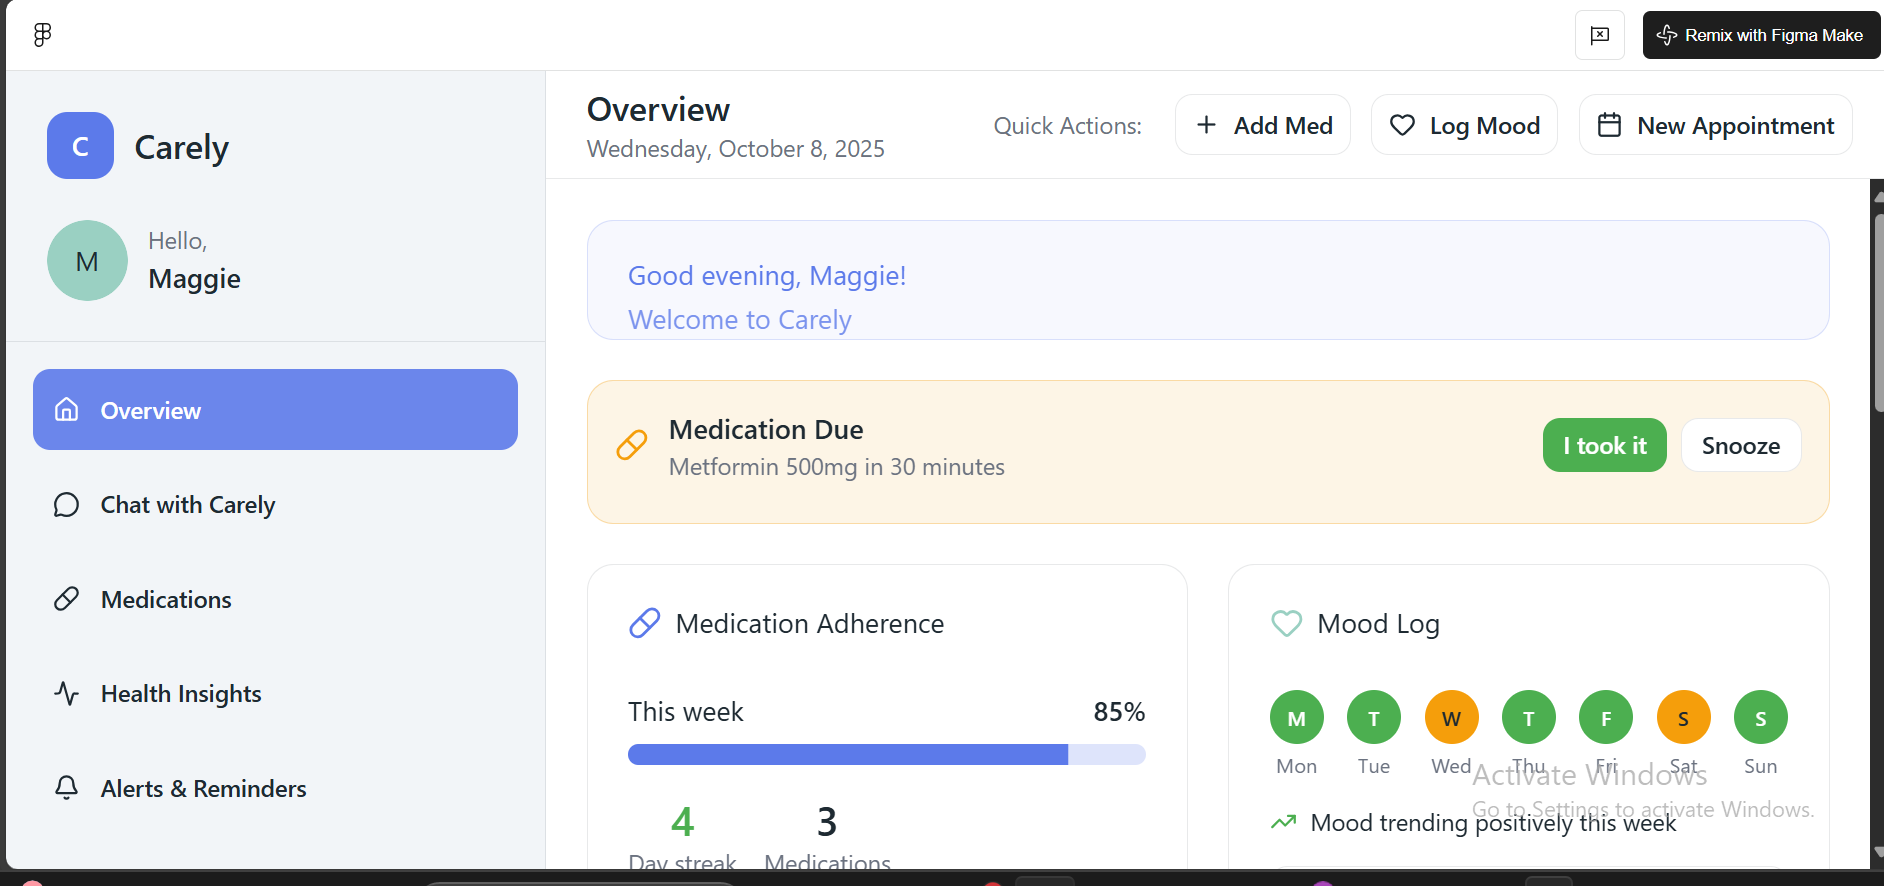 Remix with Figma Make
C
Carely
M
Hello,
Maggie
Overview
Chat with Carely
Medications
Health Insights
Alerts & Reminders
Overview
Wednesday, October 8, 2025
Quick Actions:
Add Med
Log Mood
New Appointment
Good evening, Maggie!
Welcome to Carely
Medication Due
Metformin 500mg in 30 minutes
I took it
Snooze
Medication Adherence
This week
85%
4
Day streak
3
Medications
Mood Log
M T W T F S S
Mon Tue Wed Thu Fri Sat Sun
Mood trending positively this week
Activate Windows
Go to Settings to activate Windows.